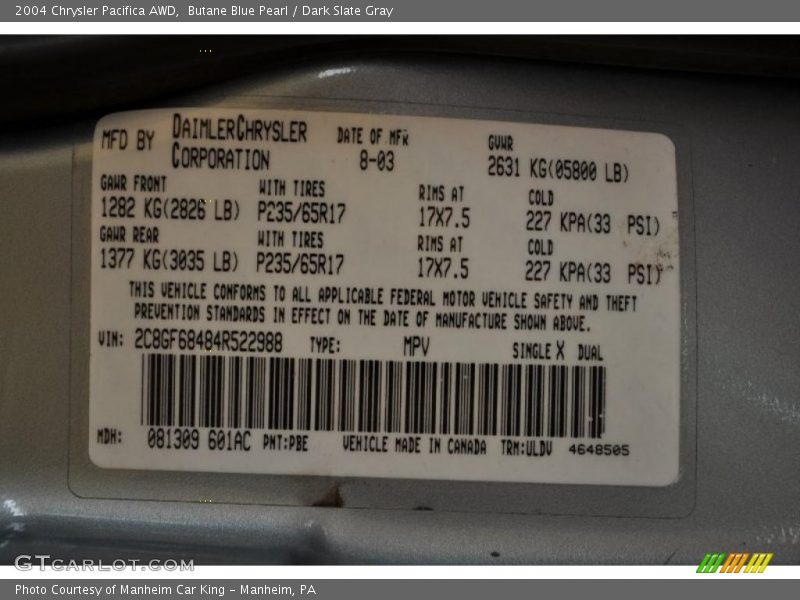 2004 Chrysler Pacifica AWD,  Butane Blue Pearl / Dark Slate Gray
MFD BY DAIMLERCHRYSLER CORPORATION DATE OF MFR 8-03 GVWR 2631 KG(05800 LB)
GAWR FRONT WITH TIRES RIMS AT COLD
1282 KG(2826 LB) P235/65R17 17X7.5 227 KPA(33 PSI)
GAWR REAR WITH TIRES RIMS AT COLD
1377 KG(3035 LB) P235/65R17 17X7.5 227 KPA(33 PSI)
THIS VEHICLE CONFORMS TO ALL APPLICABLE FEDERAL MOTOR VEHICLE SAFETY AND THEFT
PREVENTION STANDARDS IN EFFECT ON THE DATE OF MANUFACTURE SHOWN ABOVE.
VIN: 2C8GF68484R522988 TYPE: MPV SINGLE X DUAL
MDH: 081309 601AC PNT:PBE VEHICLE MADE IN CANADA TRM:ULDV 4648505
GTCARLOT.COM
Photo Courtesy of Manheim Car King - Manheim, PA